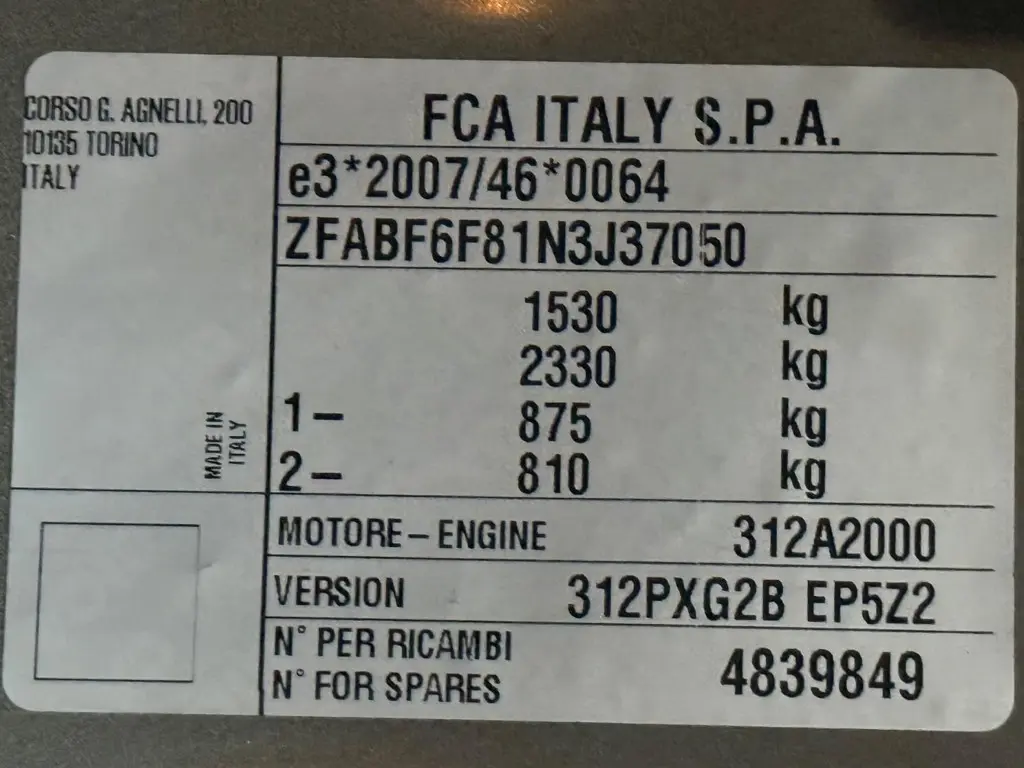 CORSO G. AGNELLI, 200
10135 TORINO
ITALY
MADE IN
ITALY
FCA ITALY S.P.A.
e3*2007/46*0064
ZFABF6F81N3J37050
1530 kg
2330 kg
1– 875 kg
2– 810 kg
MOTORE – ENGINE 312A2000
VERSION 312PXG2B EP5Z2
N° PER RICAMBI
N° FOR SPARES 4839849